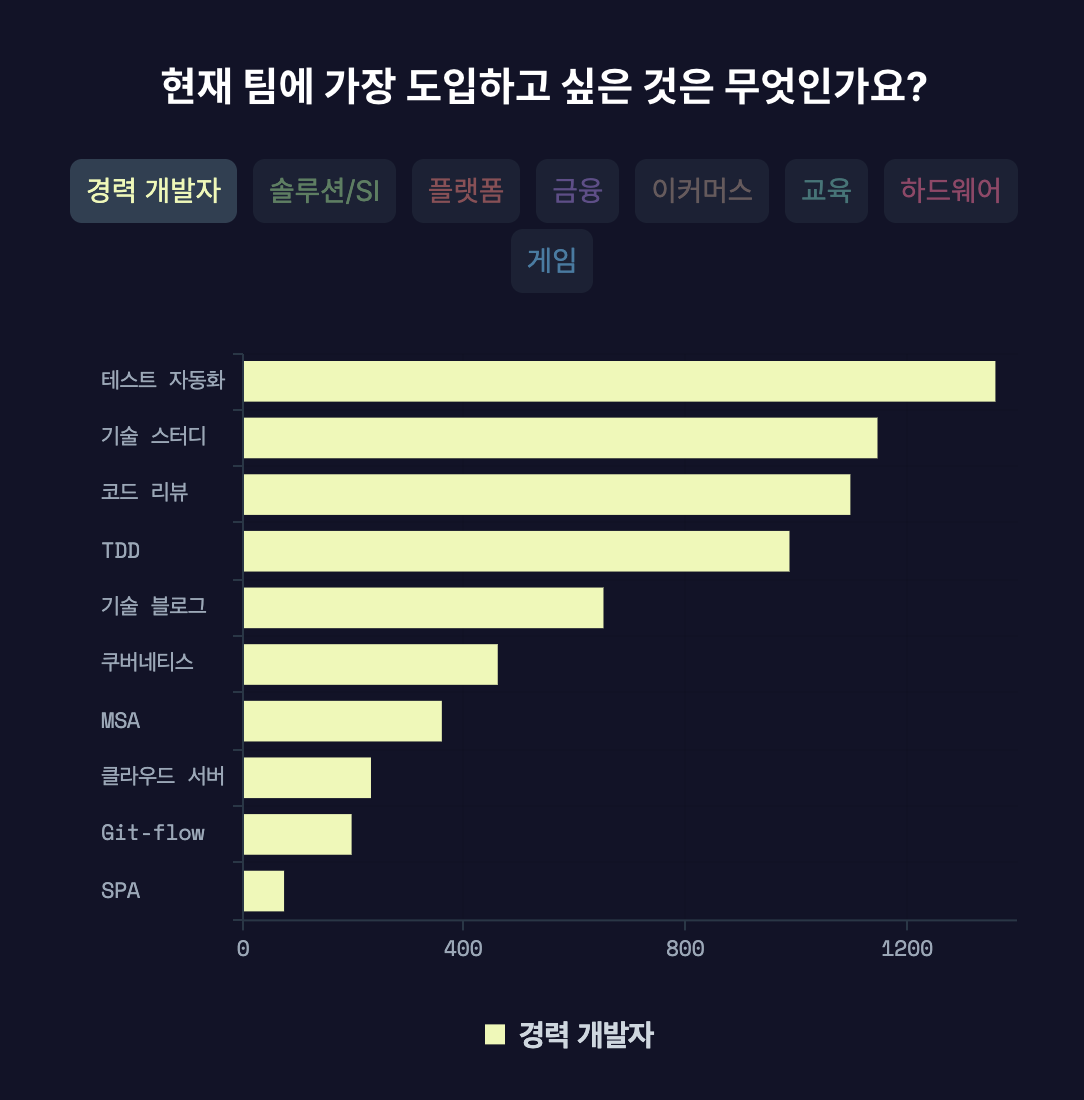 현재 팀에 가장 도입하고 싶은 것은 무엇인가요?
경력 개발자 솔루션/SI 플랫폼 금융 이커머스 교육 하드웨어
게임
테스트 자동화
기술 스터디
코드 리뷰
TDD
기술 블로그
쿠버네티스
MSA
클라우드 서버
Git-flow
SPA
0 400 800 1200
경력 개발자